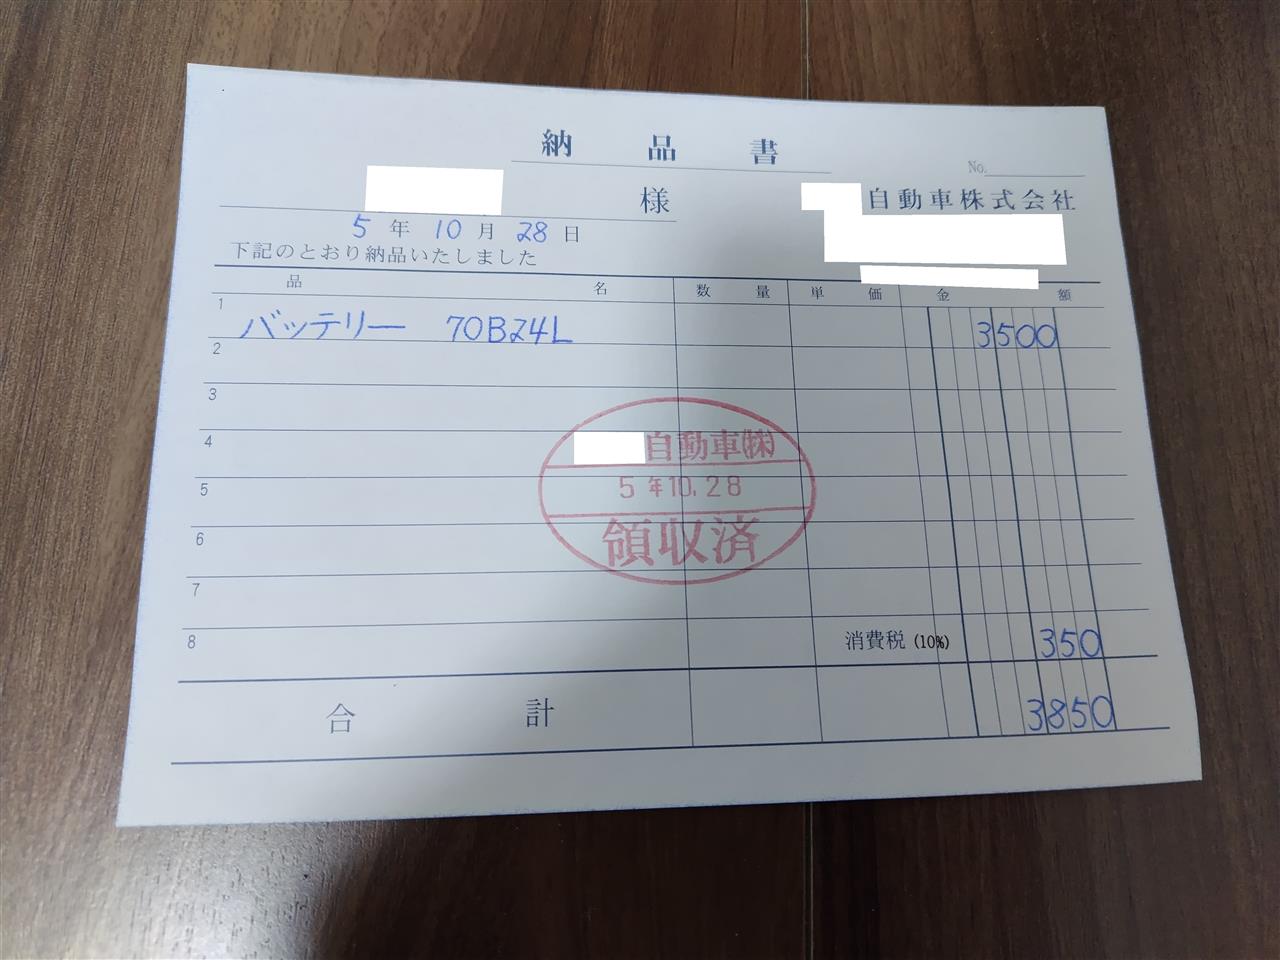 納品書
No.
様
自動車株式会社
5年10月28日
下記のとおり納品いたしました
品名 数量 単価 金額
1 バッテリー 70B24L 3500
2
3
4
5
6
7
8 消費税(10%) 350
合計 3850
自動車㈱
5年10.28
領収済